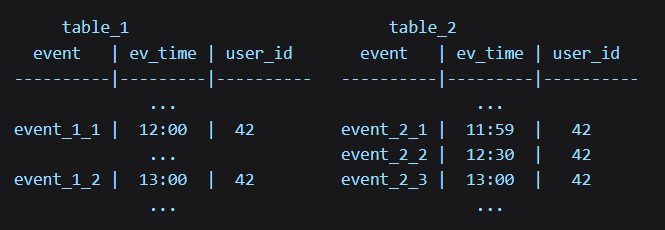 table_1                          table_2
  event   | ev_time | user_id       event   | ev_time | user_id
----------|---------|----------   ----------|---------|----------
             ...                              ...
event_1_1 |  12:00  |  42         event_2_1 |  11:59  |   42
             ...                  event_2_2 |  12:30  |   42
event_1_2 |  13:00  |  42         event_2_3 |  13:00  |   42
             ...                              ...